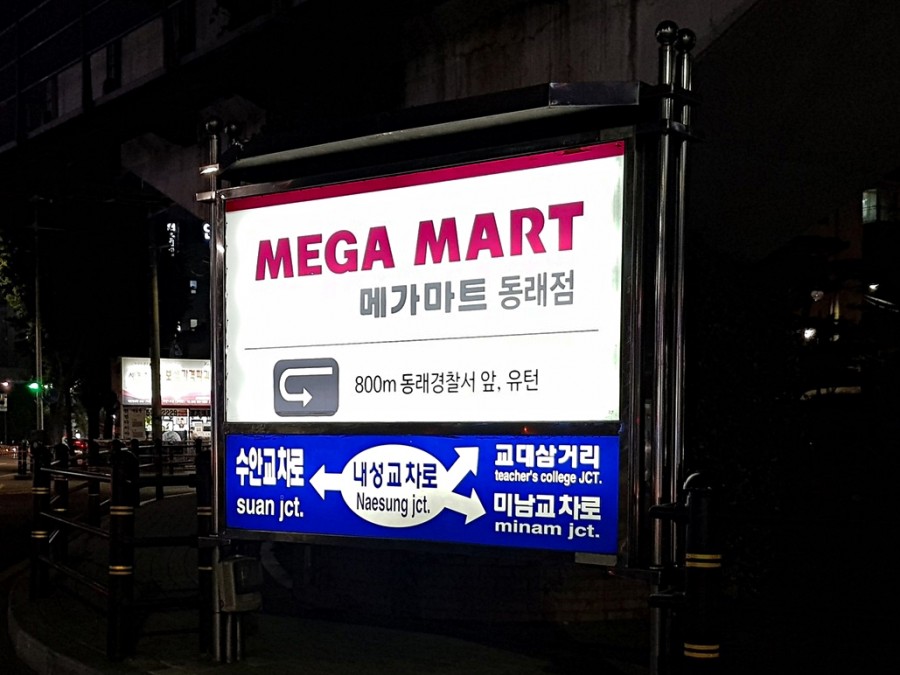 MEGA MART
메가마트 동래점
800m 동래경찰서 앞, 유턴
수안교차로
suan jct.
내성교차로
Naesung jct.
교대삼거리
teacher's college JCT.
미남교차로
minam jct.